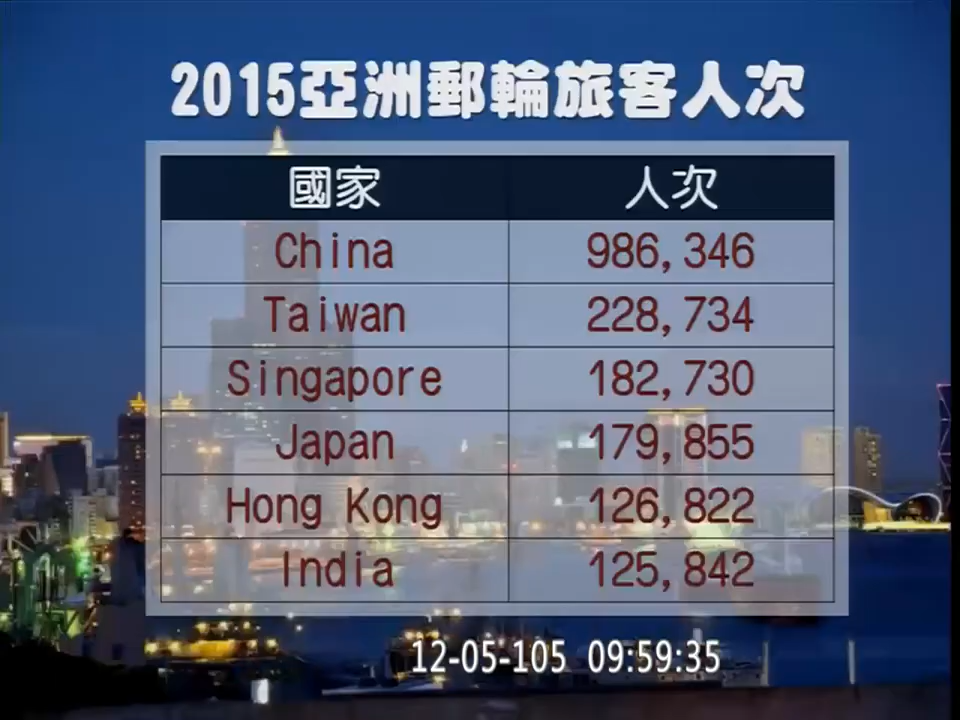 2015亞洲郵輪旅客人次
國家 人次
China 986,346
Taiwan 228,734
Singapore 182,730
Japan 179,855
Hong Kong 126,822
India 125,842
12-05-105 09:59:35